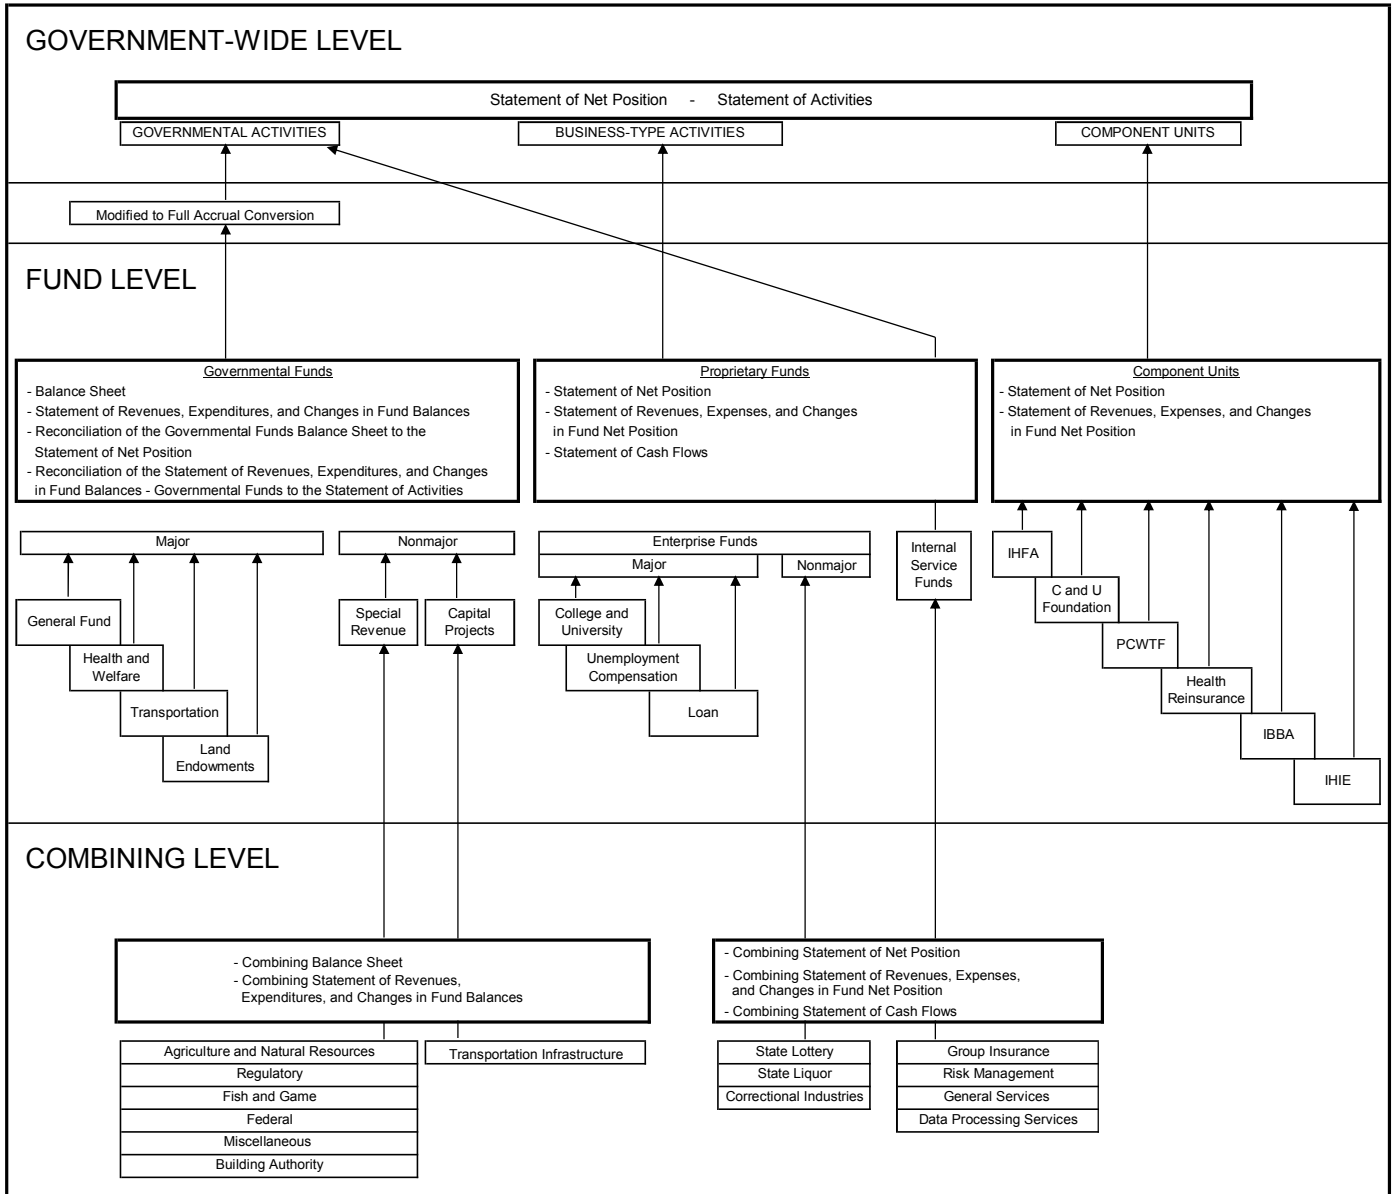 GOVERNMENT-WIDE LEVEL
Statement of Net Position - Statement of Activities
GOVERNMENTAL ACTIVITIES
BUSINESS-TYPE ACTIVITIES
COMPONENT UNITS
Modified to Full Accrual Conversion
FUND LEVEL
Governmental Funds
- Balance Sheet
- Statement of Revenues, Expenditures, and Changes in Fund Balances
- Reconciliation of the Governmental Funds Balance Sheet to the
Statement of Net Position
- Reconciliation of the Statement of Revenues, Expenditures, and Changes
in Fund Balances - Governmental Funds to the Statement of Activities
Proprietary Funds
- Statement of Net Position
- Statement of Revenues, Expenses, and Changes
in Fund Net Position
- Statement of Cash Flows
Component Units
- Statement of Net Position
- Statement of Revenues, Expenses, and Changes
in Fund Net Position
Major
Nonmajor
General Fund
Health and
Welfare
Transportation
Land
Endowments
Special
Revenue
Capital
Projects
Enterprise Funds
Major
Nonmajor
College and
University
Unemployment
Compensation
Loan
Internal
Service
Funds
IHFA
C and U
Foundation
PCWTF
Health
Reinsurance
IBBA
IHIE
COMBINING LEVEL
- Combining Balance Sheet
- Combining Statement of Revenues,
Expenditures, and Changes in Fund Balances
- Combining Statement of Net Position
- Combining Statement of Revenues, Expenses,
and Changes in Fund Net Position
- Combining Statement of Cash Flows
Agriculture and Natural Resources
Regulatory
Fish and Game
Federal
Miscellaneous
Building Authority
Transportation Infrastructure
State Lottery
State Liquor
Correctional Industries
Group Insurance
Risk Management
General Services
Data Processing Services